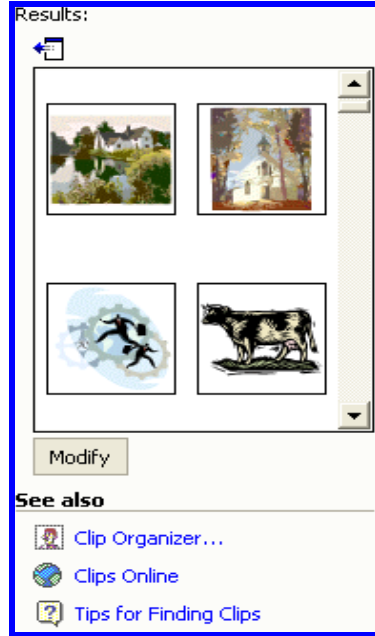 Results:
Modify
See also
Clip Organizer...
Clips Online
Tips for Finding Clips